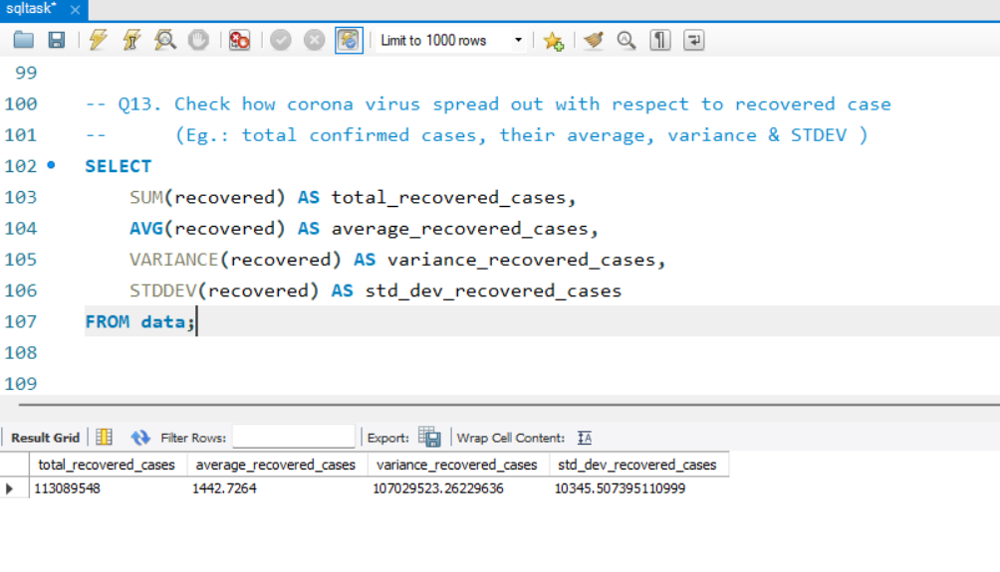 sqltask*
Limit to 1000 rows
99
100 -- Q13. Check how corona virus spread out with respect to recovered case
101 --      (Eg.: total confirmed cases, their average, variance & STDEV )
102 SELECT
103     SUM(recovered) AS total_recovered_cases,
104     AVG(recovered) AS average_recovered_cases,
105     VARIANCE(recovered) AS variance_recovered_cases,
106     STDDEV(recovered) AS std_dev_recovered_cases
107 FROM data;
108
109
Result Grid Filter Rows: Export: Wrap Cell Content:
total_recovered_cases average_recovered_cases variance_recovered_cases std_dev_recovered_cases
113089548 1442.7264 107029523.26229636 10345.507395110999